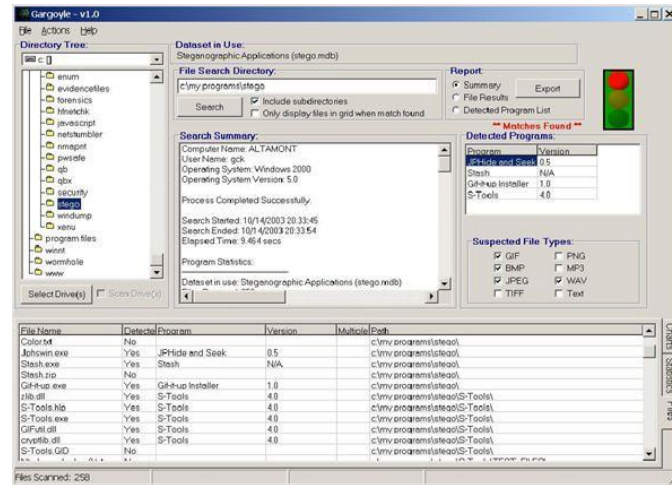 Gargoyle - v1.0
File Actions Help
Directory Tree:
c: []
enum
evidencefiles
forensics
htnetchk
javascript
netstumbler
nmapnt
pwsafe
qb
qbx
security
stego
windump
xenu
program files
winnt
wormhole
www
Select Drive(s)
Scan Drive(s)
Dataset in Use:
Steganographic Applications (stego.mdb)
File Search Directory:
c:\my programs\stego
Search
Include subdirectories
Only display files in grid when match found
Report:
Summary
File Results
Detected Program List
Export
Search Summary:
Computer Name: ALTAMONT
User Name: gck
Operating System: Windows 2000
Operating System Version: 5.0
Process Completed Successfully.
Search Started: 10/14/2003 20:33:45
Search Ended: 10/14/2003 20:33:54
Elapsed Time: 9.464 secs
Program Statistics:
Dataset in use: Steganographic Applications (stego.mdb)
** Matches Found **
Detected Programs:
Program Version
JPHide and Seek 0.5
Stash N/A
Gif-it-up Installer 1.0
S-Tools 4.0
Suspected File Types:
GIF PNG
BMP MP3
JPEG WAV
TIFF Text
File Name Detecte Program Version Multiple Path
Color.txt No c:\my programs\stego\
Jphswin.exe Yes JPHide and Seek 0.5 c:\my programs\stego\
Stash.exe Yes Stash N/A c:\my programs\stego\
Stash.zip No c:\my programs\stego\
Gif-it-up.exe Yes Gif-it-up Installer 1.0 c:\my programs\stego\
zlib.dll Yes S-Tools 4.0 c:\my programs\stego\S-Tools\
S-Tools.hlp Yes S-Tools 4.0 c:\my programs\stego\S-Tools\
S-Tools.exe Yes S-Tools 4.0 c:\my programs\stego\S-Tools\
GIFutil.dll Yes S-Tools 4.0 c:\my programs\stego\S-Tools\
cryptlib.dll Yes S-Tools 4.0 c:\my programs\stego\S-Tools\
S-Tools.GID No c:\my programs\stego\S-Tools\
Charts
Statistics
Files
Files Scanned: 258